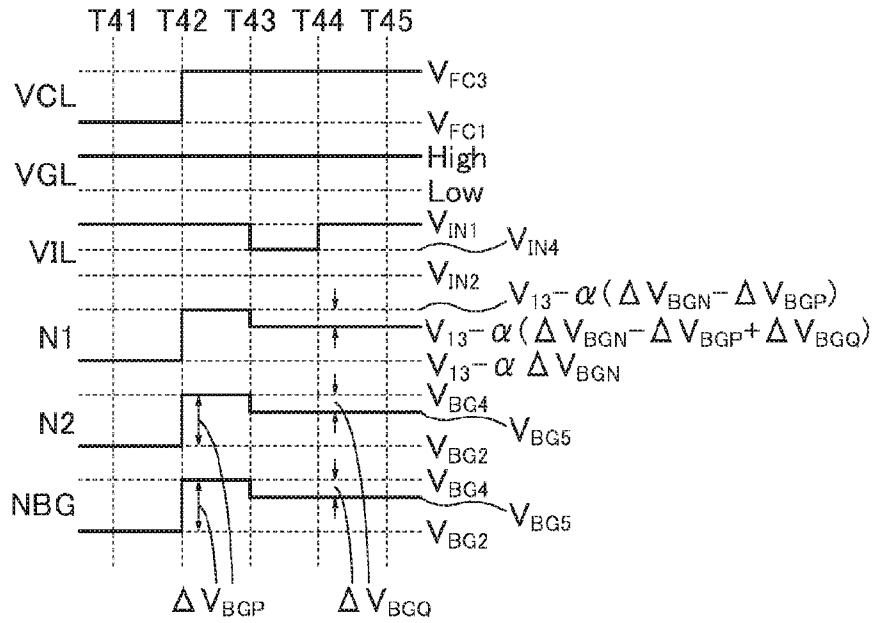 T41 T42 T43 T44 T45
VCL
V_FC3
V_FC1
VGL
High
Low
VIL
V_IN1
V_IN4
V_IN2
N1
V_13-α(ΔV_BGN-ΔV_BGP)
V_13-α(ΔV_BGN-ΔV_BGP+ΔV_BGQ)
V_13-αΔV_BGN
N2
V_BG4
V_BG5
V_BG2
NBG
V_BG4
V_BG5
V_BG2
ΔV_BGP ΔV_BGQ